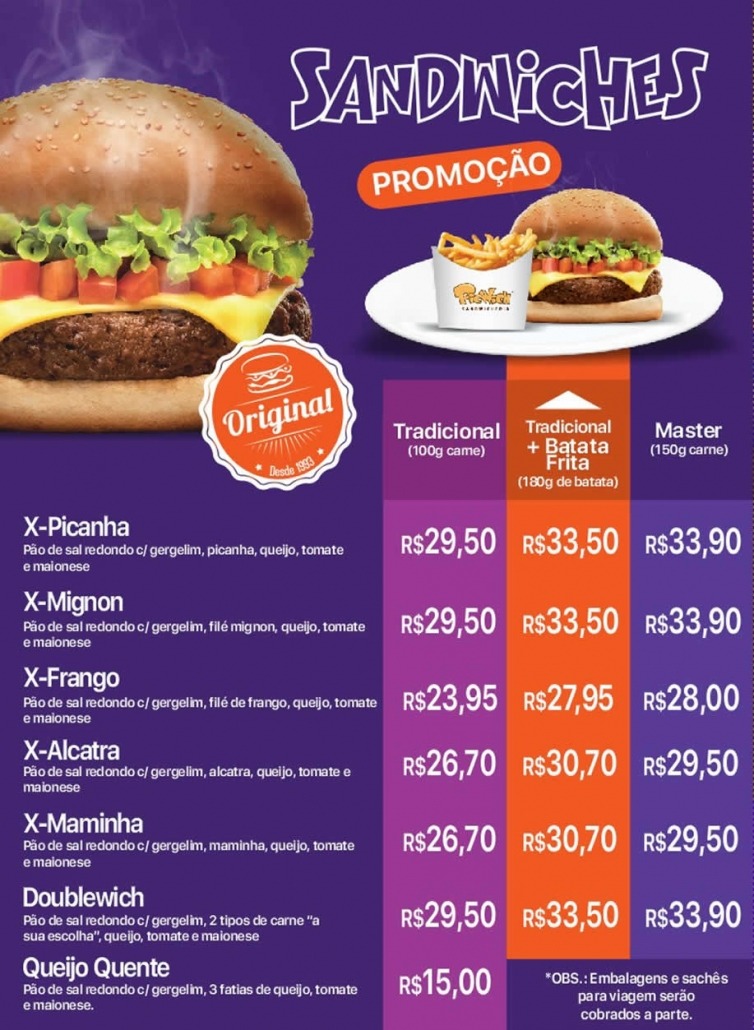 SANDWiCHES
PROMOÇÃO
PicWich
SANDWICHERIA
Original
Desde 1993
Tradicional
(100g carne)
Tradicional
+ Batata
Frita
(180g de batata)
Master
(150g carne)
X-Picanha
Pão de sal redondo c/ gergelim, picanha, queijo, tomate
e maionese
R$29,50 R$33,50 R$33,90
X-Mignon
Pão de sal redondo c/ gergelim, filé mignon, queijo, tomate
e maionese
R$29,50 R$33,50 R$33,90
X-Frango
Pão de sal redondo c/ gergelim, filé de frango, queijo, tomate
e maionese
R$23,95 R$27,95 R$28,00
X-Alcatra
Pão de sal redondo c/ gergelim, alcatra, queijo, tomate e
maionese
R$26,70 R$30,70 R$29,50
X-Maminha
Pão de sal redondo c/ gergelim, maminha, queijo, tomate
e maionese
R$26,70 R$30,70 R$29,50
Doublewich
Pão de sal redondo c/ gergelim, 2 tipos de carne "a
sua escolha", queijo, tomate e maionese
R$29,50 R$33,50 R$33,90
Queijo Quente
Pão de sal redondo c/ gergelim, 3 fatias de queijo, tomate
e maionese.
R$15,00
*OBS.: Embalagens e sachês
para viagem serão
cobrados a parte.